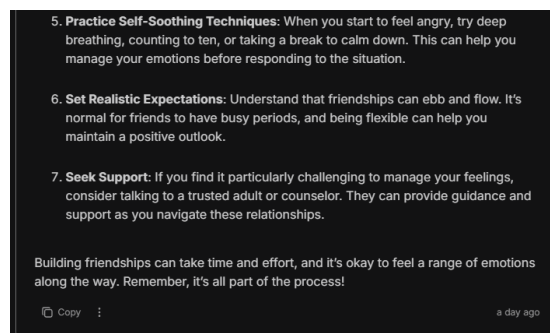 5. Practice Self-Soothing Techniques: When you start to feel angry, try deep
breathing, counting to ten, or taking a break to calm down. This can help you
manage your emotions before responding to the situation.
6. Set Realistic Expectations: Understand that friendships can ebb and flow. It's
normal for friends to have busy periods, and being flexible can help you
maintain a positive outlook.
7. Seek Support: If you find it particularly challenging to manage your feelings,
consider talking to a trusted adult or counselor. They can provide guidance and
support as you navigate these relationships.
Building friendships can take time and effort, and it's okay to feel a range of emotions
along the way. Remember, it's all part of the process!
Copy a day ago